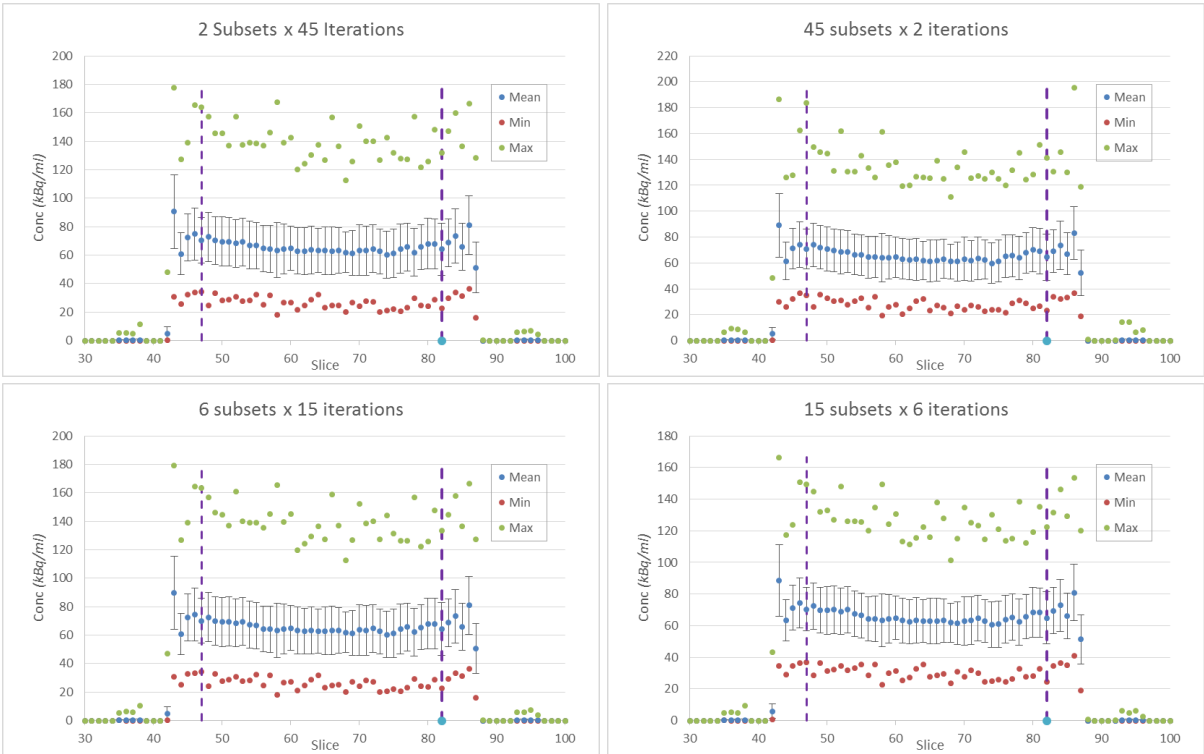 2 Subsets x 45 Iterations
200
180
160
140
120
100
80
60
40
20
0
Conc (kBq/ml)
Mean
Min
Max
30 40 50 60 70 80 90 100
Slice
45 subsets x 2 iterations
220
200
180
160
140
120
100
80
60
40
20
0
Conc (kBq/ml)
Mean
Min
Max
30 40 50 60 70 80 90 100
Slice
6 subsets x 15 iterations
200
180
160
140
120
100
80
60
40
20
0
Conc (kBq/ml)
Mean
Min
Max
30 40 50 60 70 80 90 100
Slice
15 subsets x 6 iterations
180
160
140
120
100
80
60
40
20
0
Conc (kBq/ml)
Mean
Min
Max
30 40 50 60 70 80 90 100
Slice